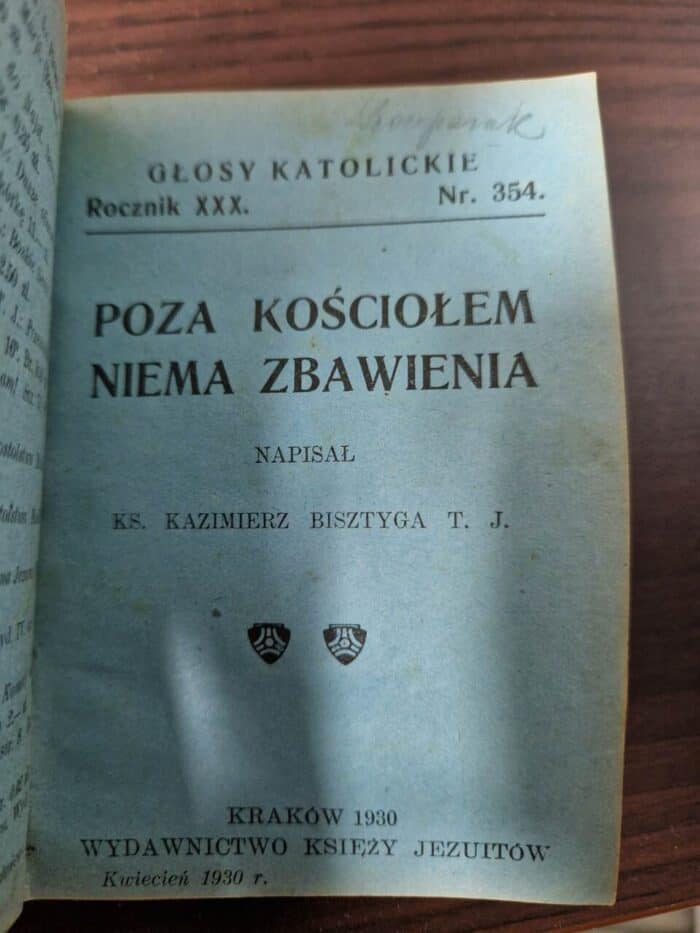 GŁOSY KATOLICKIE
Rocznik XXX. Nr. 354.
POZA KOŚCIOŁEM
NIEMA ZBAWIENIA
NAPISAŁ
KS. KAZIMIERZ BISZTYGA T. J.
KRAKÓW 1930
WYDAWNICTWO KSIĘŻY JEZUITÓW
Kwiecień 1930 r.